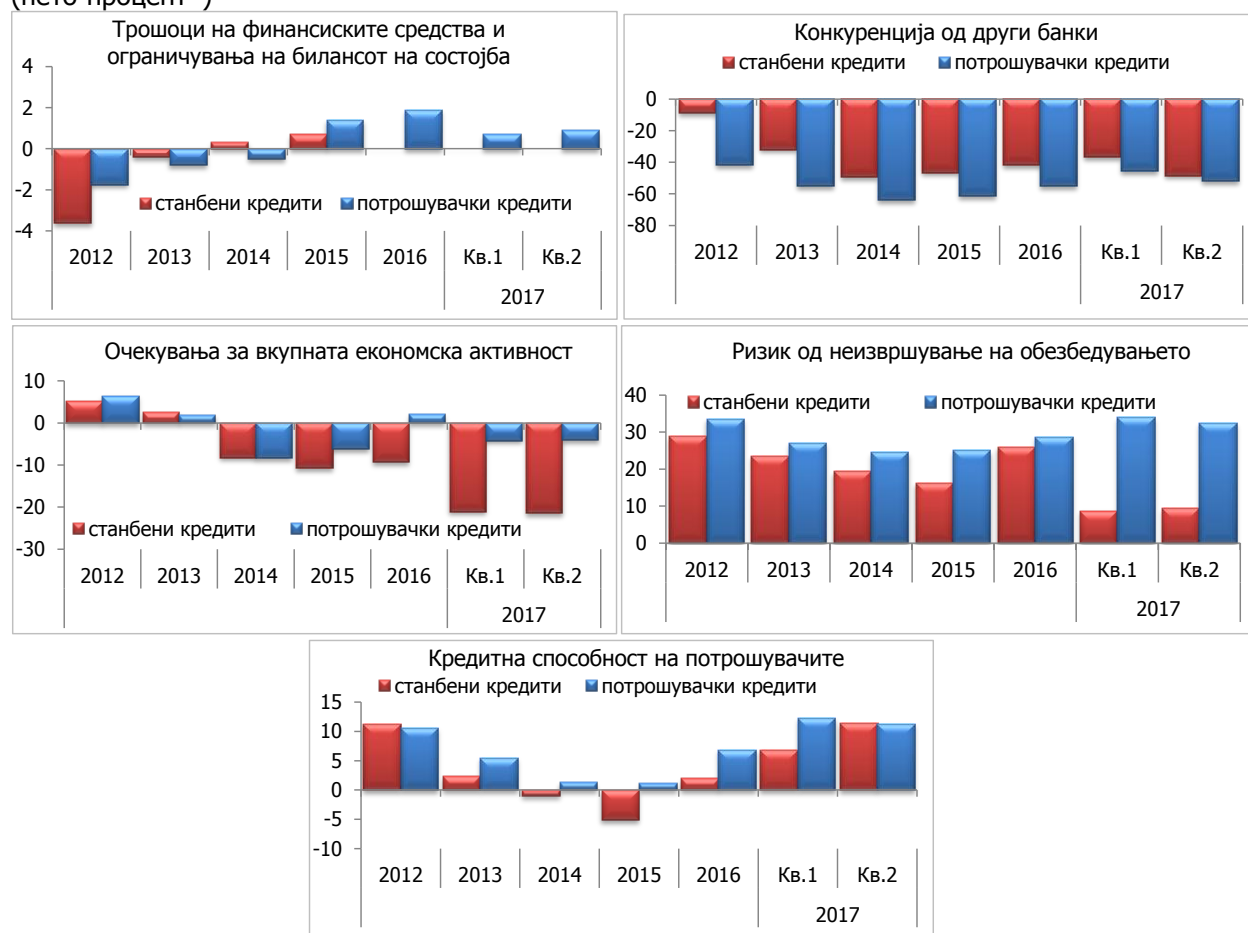 (нето процент*)
Трошоци на финансиските средства и
ограничувања на билансот на состојба
4
2
0
-2
-4
станбени кредити потрошувачки кредити
2012 2013 2014 2015 2016 Кв.1 Кв.2
2017
Конкуренција од други банки
станбени кредити потрошувачки кредити
0
-20
-40
-60
-80
2012 2013 2014 2015 2016 Кв.1 Кв.2
2017
Очекувања за вкупната економска активност
10
0
-10
-20
-30
станбени кредити потрошувачки кредити
2012 2013 2014 2015 2016 Кв.1 Кв.2
2017
Ризик од неизвршување на обезбедувањето
40
30
20
10
0
станбени кредити потрошувачки кредити
2012 2013 2014 2015 2016 Кв.1 Кв.2
2017
Кредитна способност на потрошувачите
станбени кредити потрошувачки кредити
15
10
5
0
-5
-10
2012 2013 2014 2015 2016 Кв.1 Кв.2
2017